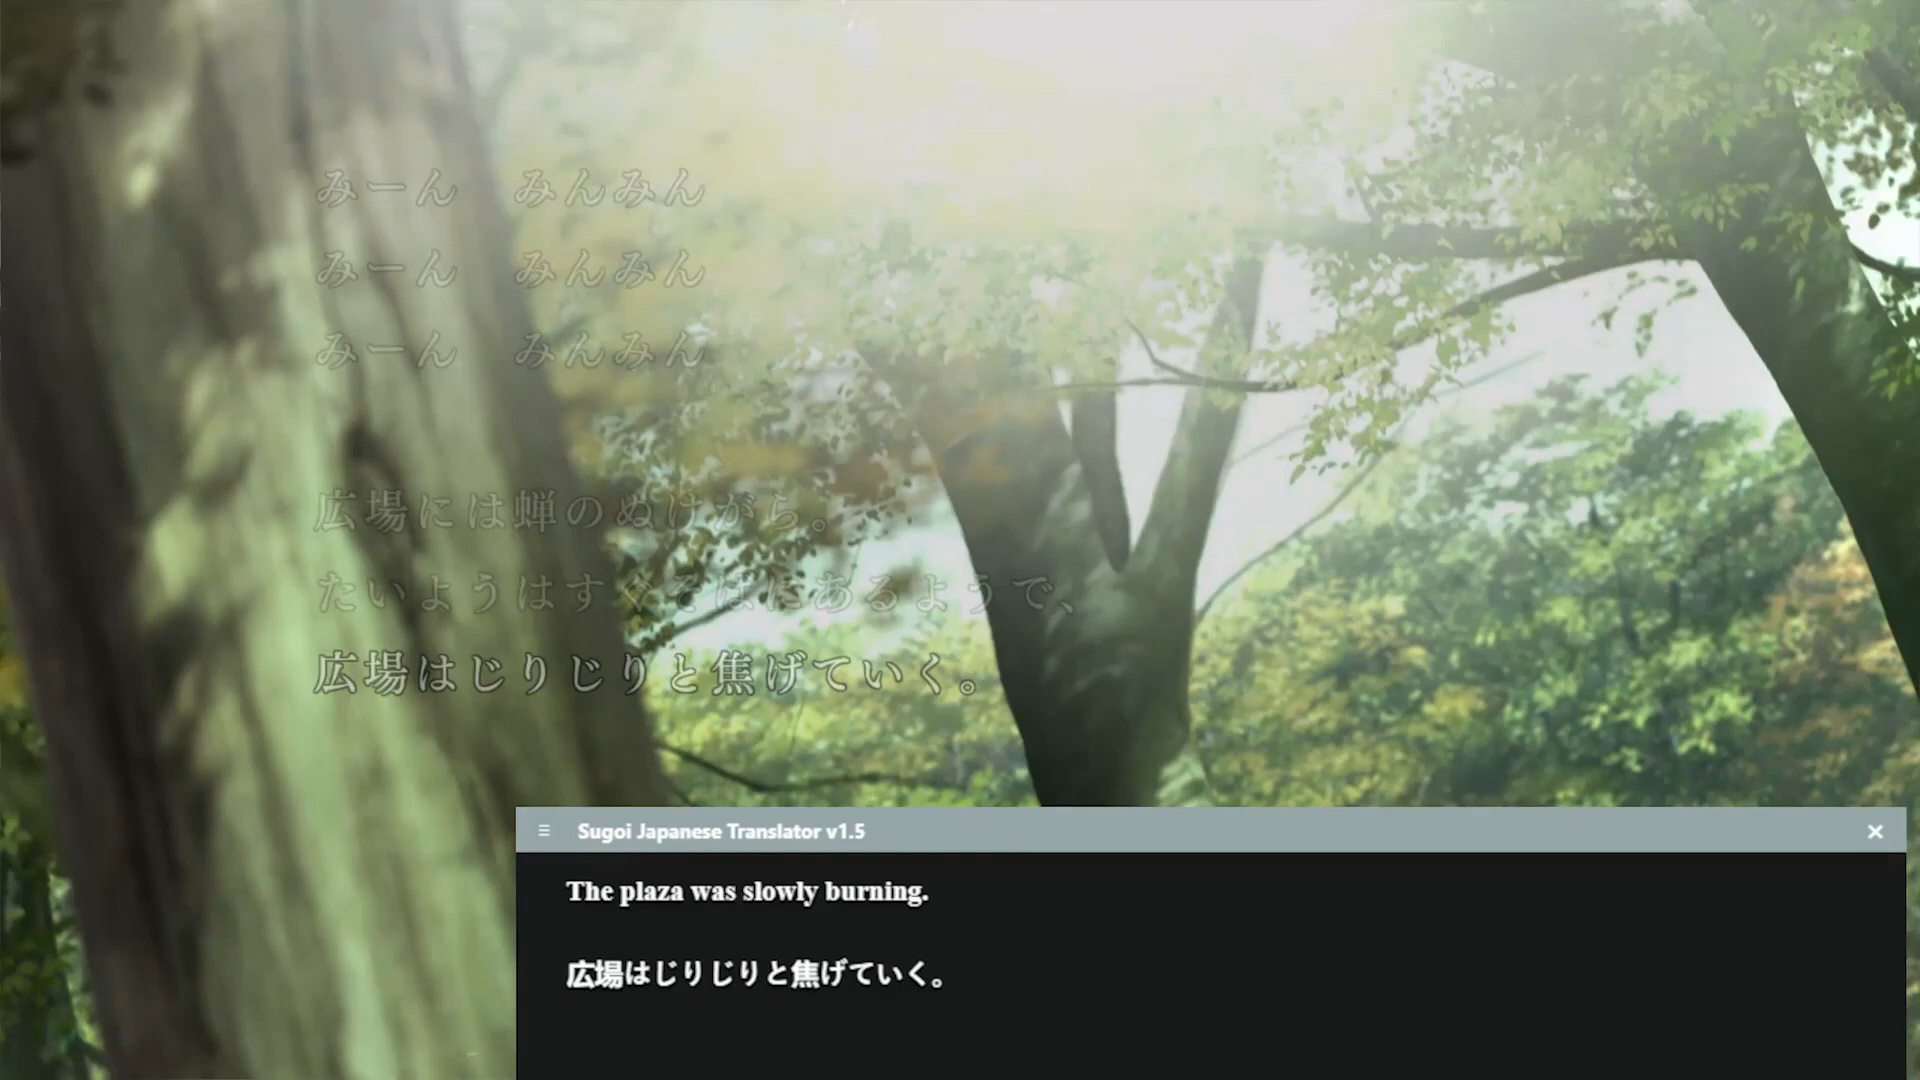 みーん　みんみん
みーん　みんみん
みーん　みんみん
広場には蝉のぬけがら。
たいようはすぐそばにあるようで、
広場はじりじりと焦げていく。
Sugoi Japanese Translator v1.5
The plaza was slowly burning.
広場はじりじりと焦げていく。